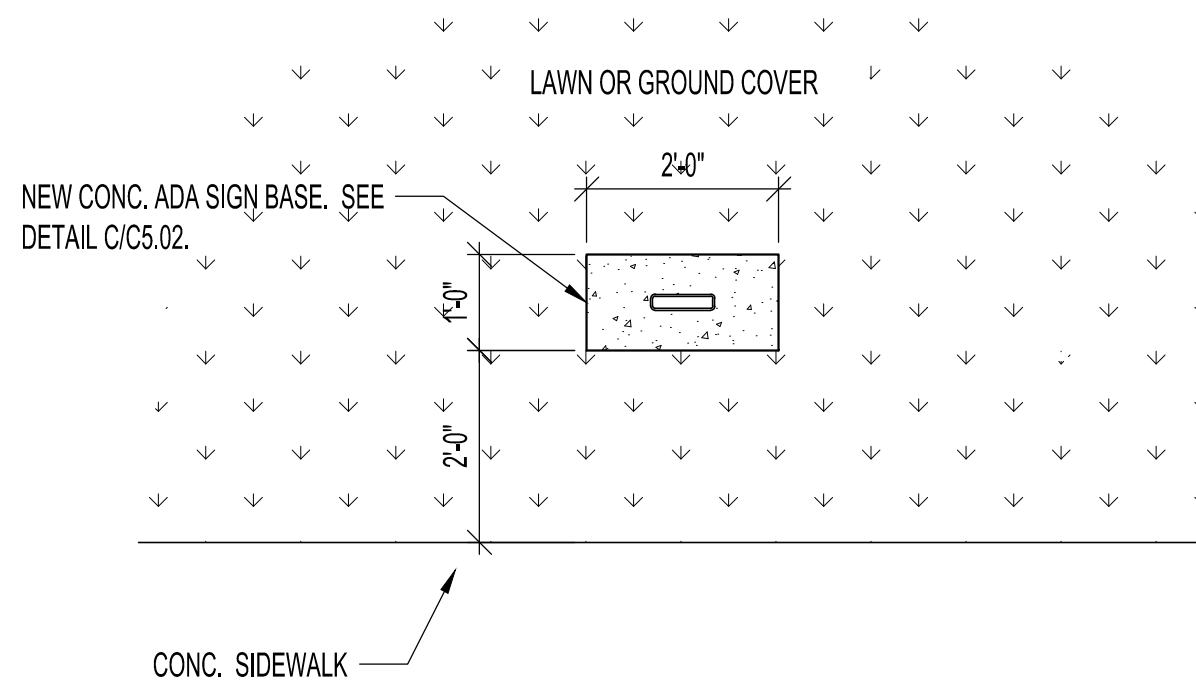 LAWN OR GROUND COVER
2'-0"
NEW CONC. ADA SIGN BASE. SEE
DETAIL C/C5.02.
1'-0"
2'-0"
CONC. SIDEWALK